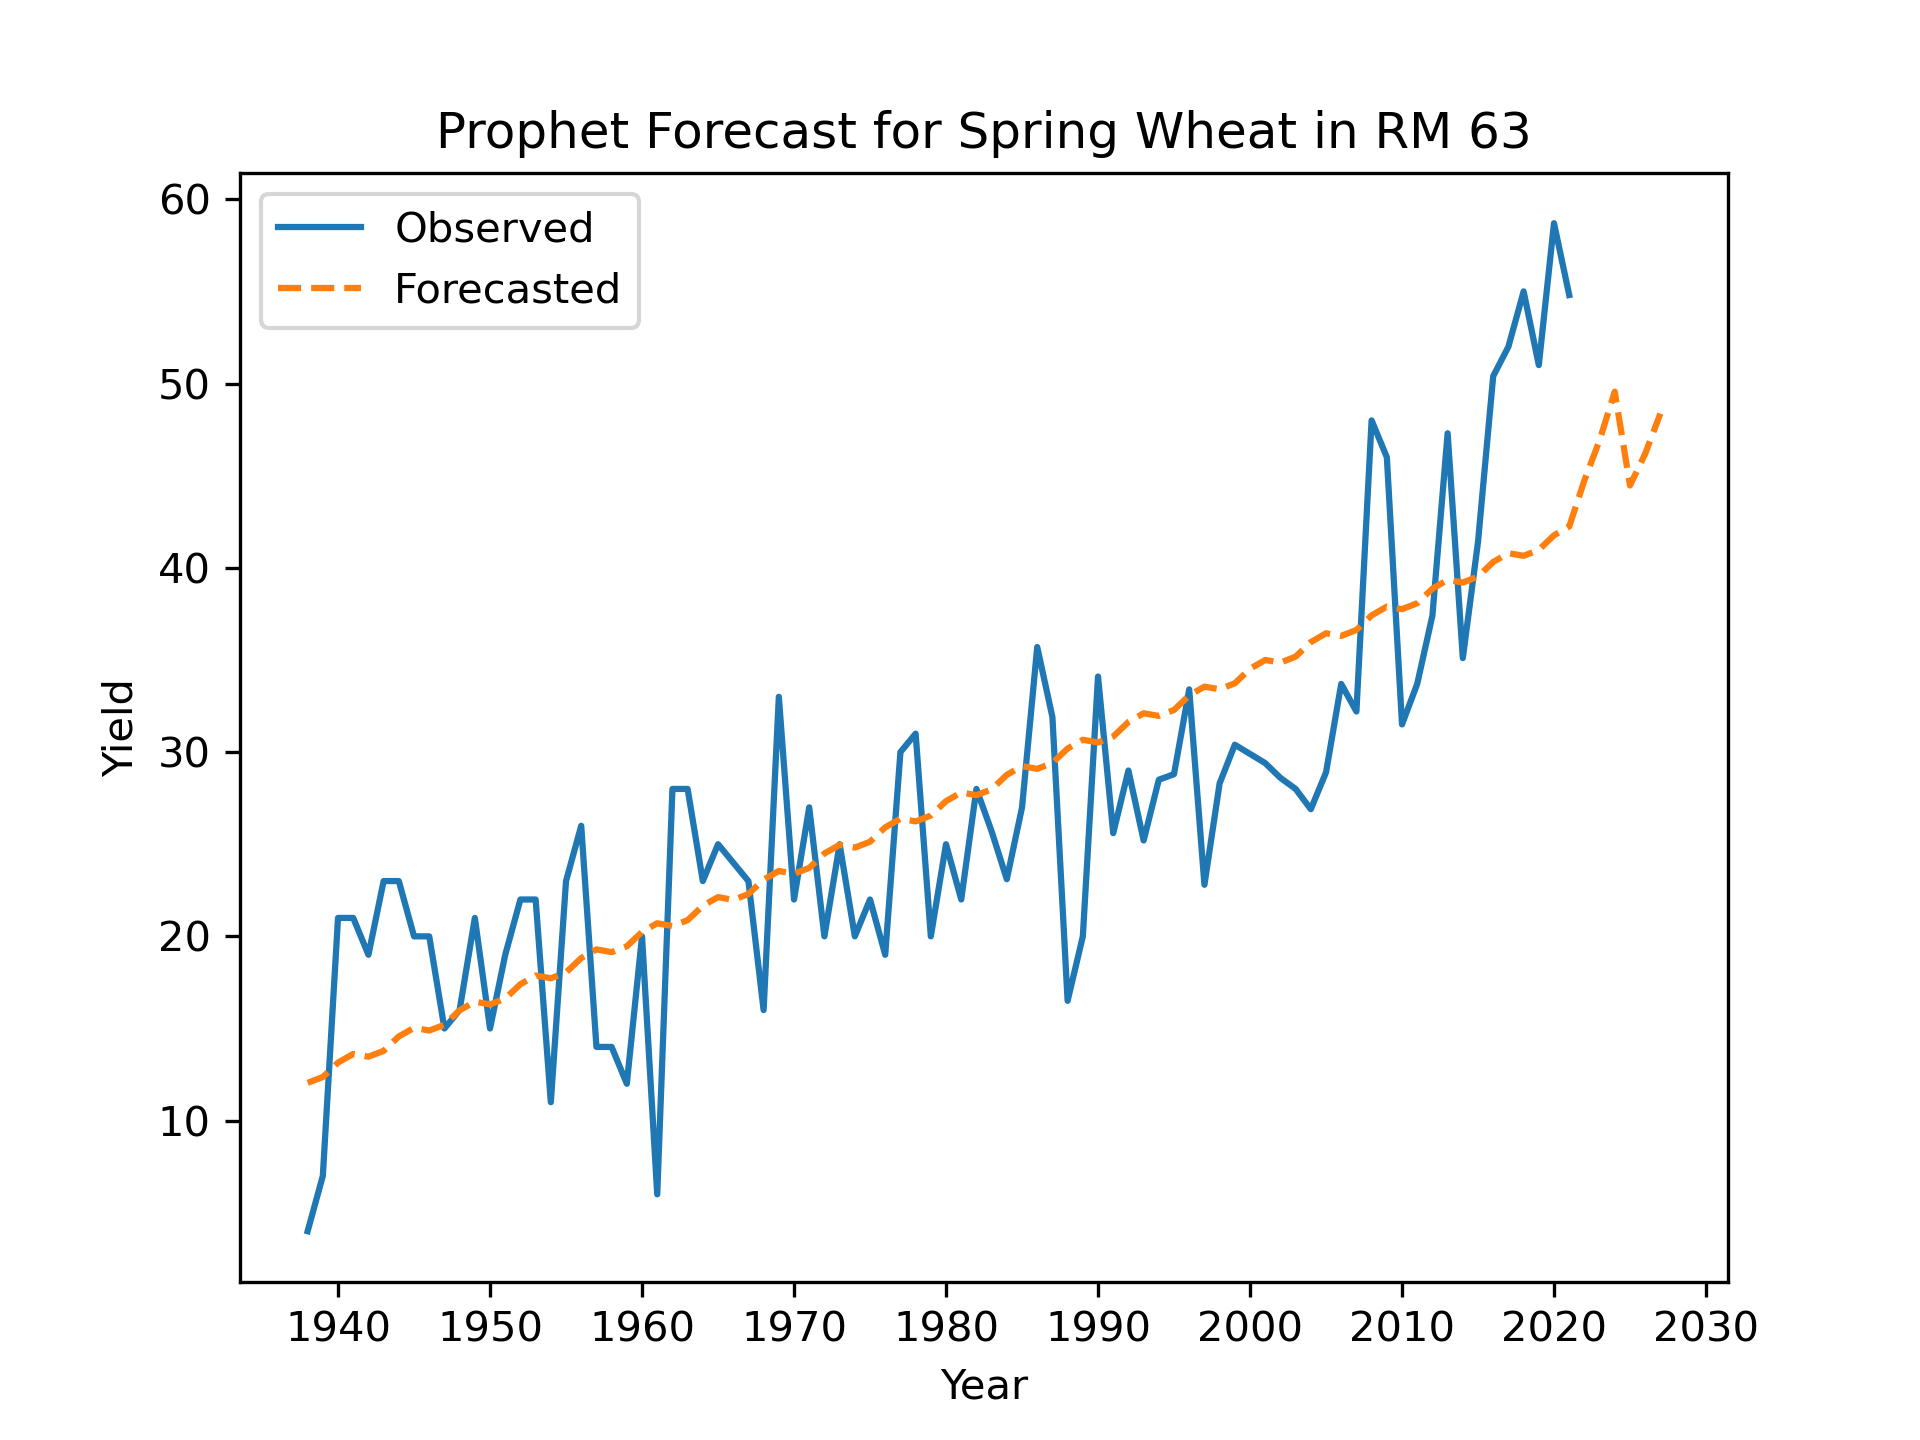 Prophet Forecast for Spring Wheat in RM 63
Observed
Forecasted
60
50
40
30
20
10
Yield
1940 1950 1960 1970 1980 1990 2000 2010 2020 2030
Year